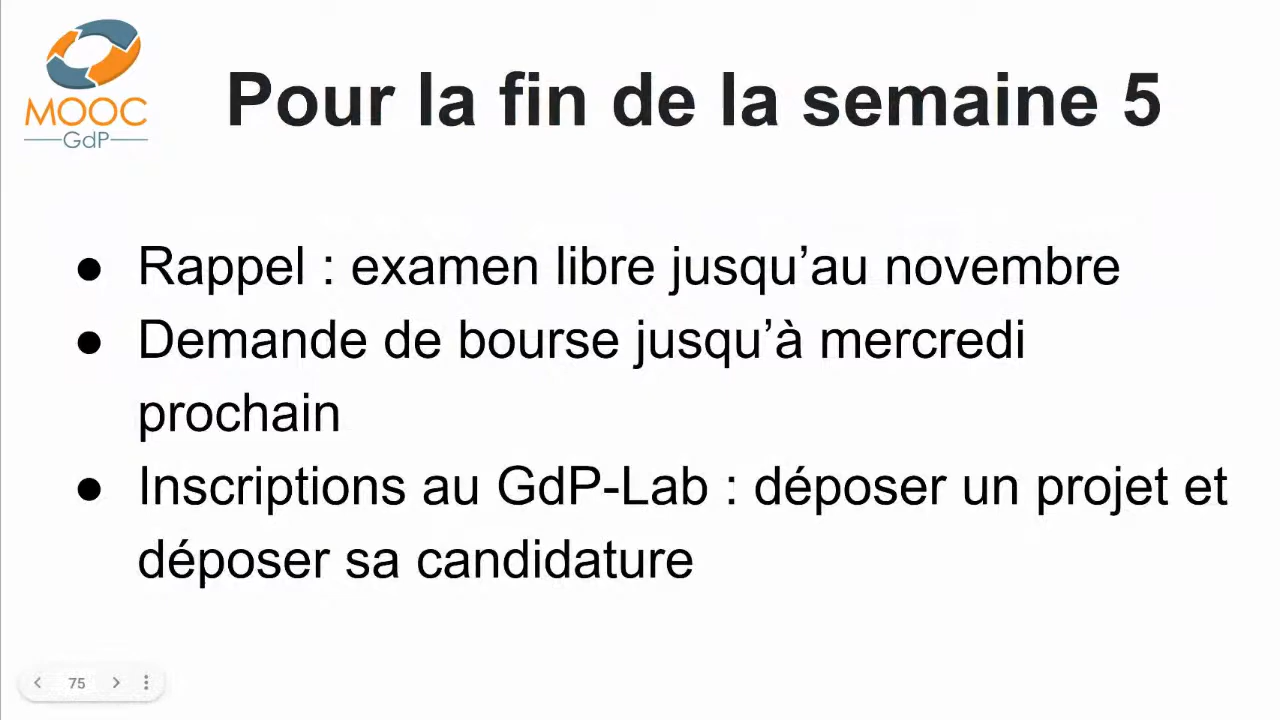 MOOC
GdP
Pour la fin de la semaine 5
● Rappel : examen libre jusqu’au novembre
● Demande de bourse jusqu’à mercredi
prochain
● Inscriptions au GdP-Lab : déposer un projet et
déposer sa candidature
75